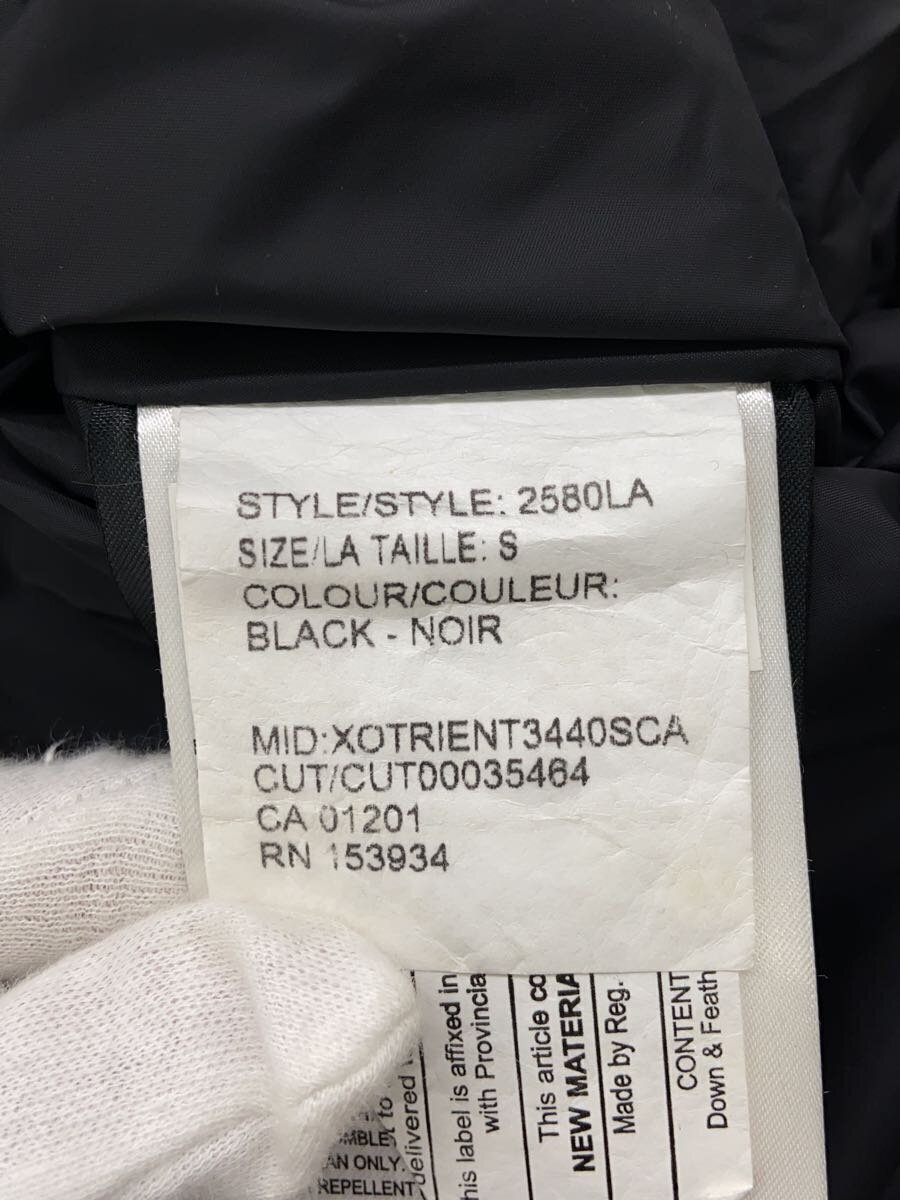 STYLE/STYLE: 2580LA
SIZE/LA TAILLE: S
COLOUR/COULEUR:
BLACK - NOIR
MID:XOTRIENT3440SCA
CUT/CUT00035464
CA 01201
RN 153934
CONTENT
Down & Feath
Made by Reg.
This article co
NEW MATERIA
his label is affixed in
with Provincia
delivered
to
MBLE
AN ONLY.
REPELLENT